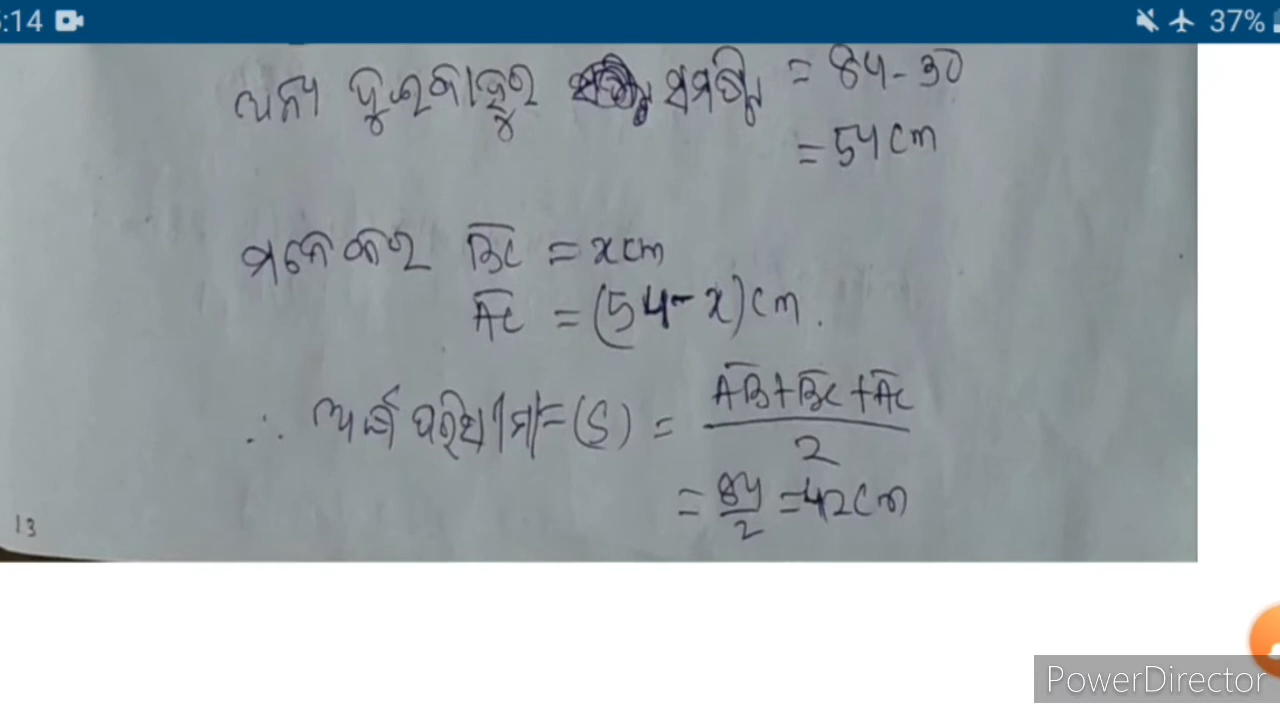 :14 37%
ଅନ୍ୟ ଦୁଇବାହୁର ସମଷ୍ଟି = 84 - 30
= 54 cm
ମନେକର BC = x cm
AC = (54 - x) cm.
∴ ଅର୍ଦ୍ଧ ପରିସୀମା = (S) = AB + BC + AC
2
= 84/2 = 42 cm
13
PowerDirector